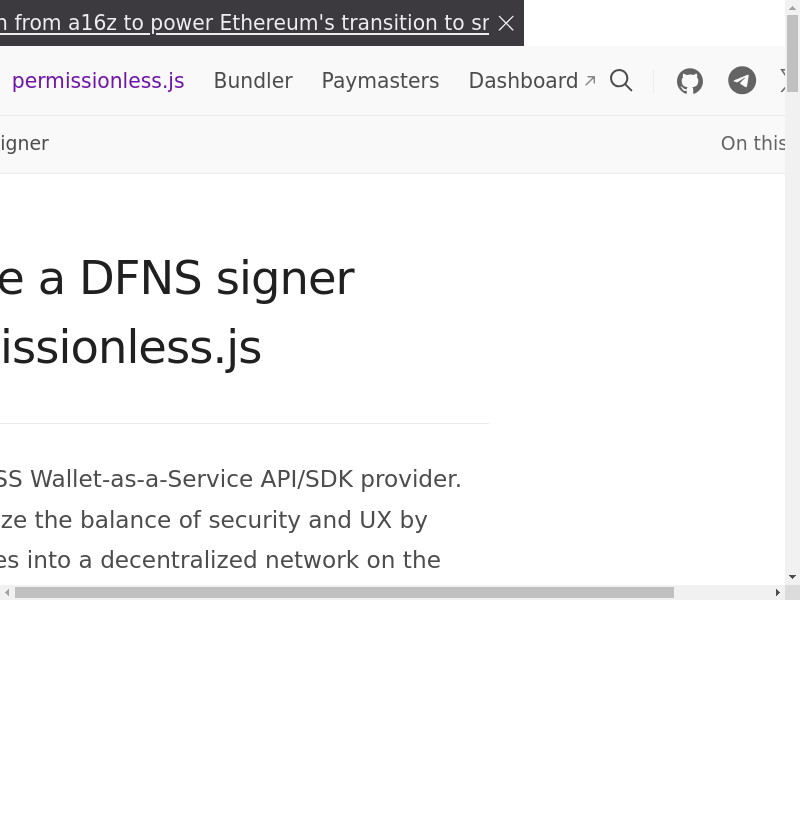 from a16z to power Ethereum's transition to
permissionless.js Bundler Paymasters Dashboard
igner On this
e a DFNS signer
issionless.js
SS Wallet-as-a-Service API/SDK provider.
ze the balance of security and UX by
es into a decentralized network on the